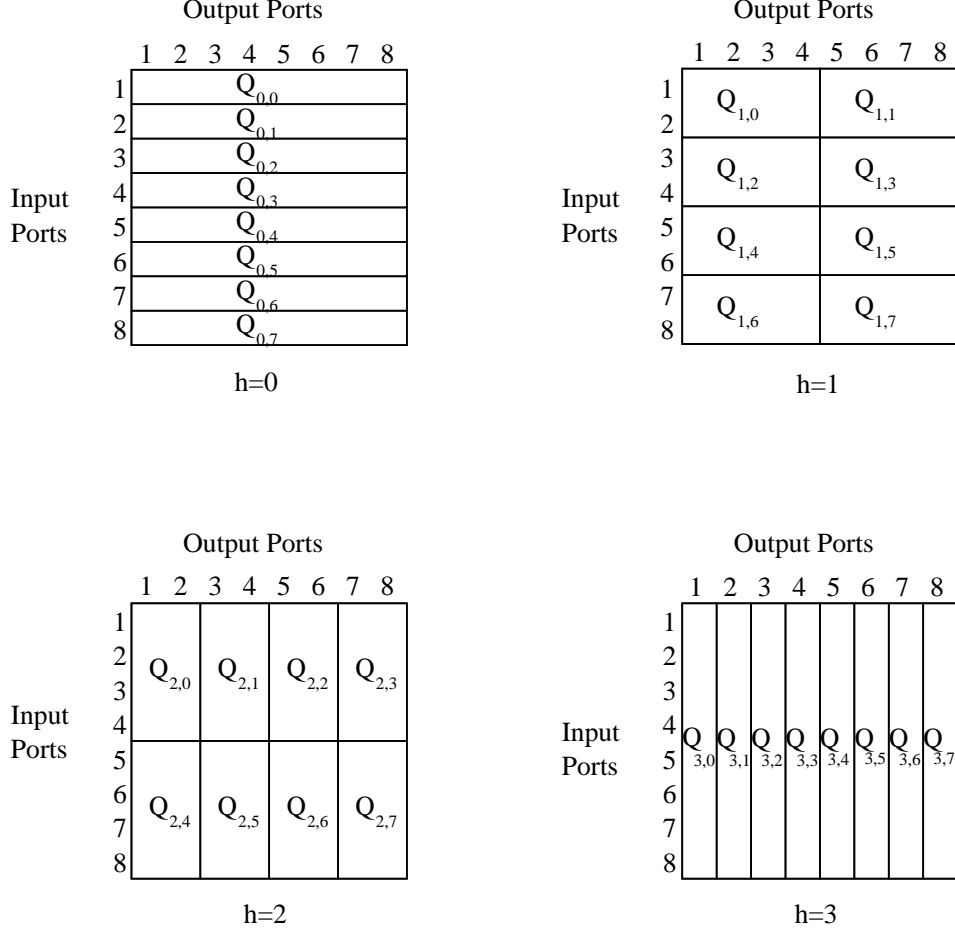 Output Ports
1 2 3 4 5 6 7 8
Input
Ports
1
2
3
4
5
6
7
8
Q0,0
Q0,1
Q0,2
Q0,3
Q0,4
Q0,5
Q0,6
Q0,7
h=0
Output Ports
1 2 3 4 5 6 7 8
Input
Ports
1
2
3
4
5
6
7
8
Q1,0 Q1,1
Q1,2 Q1,3
Q1,4 Q1,5
Q1,6 Q1,7
h=1
Output Ports
1 2 3 4 5 6 7 8
Input
Ports
1
2
3
4
5
6
7
8
Q2,0 Q2,1 Q2,2 Q2,3
Q2,4 Q2,5 Q2,6 Q2,7
h=2
Output Ports
1 2 3 4 5 6 7 8
Input
Ports
1
2
3
4
5
6
7
8
Q3,0 Q3,1 Q3,2 Q3,3 Q3,4 Q3,5 Q3,6 Q3,7
h=3